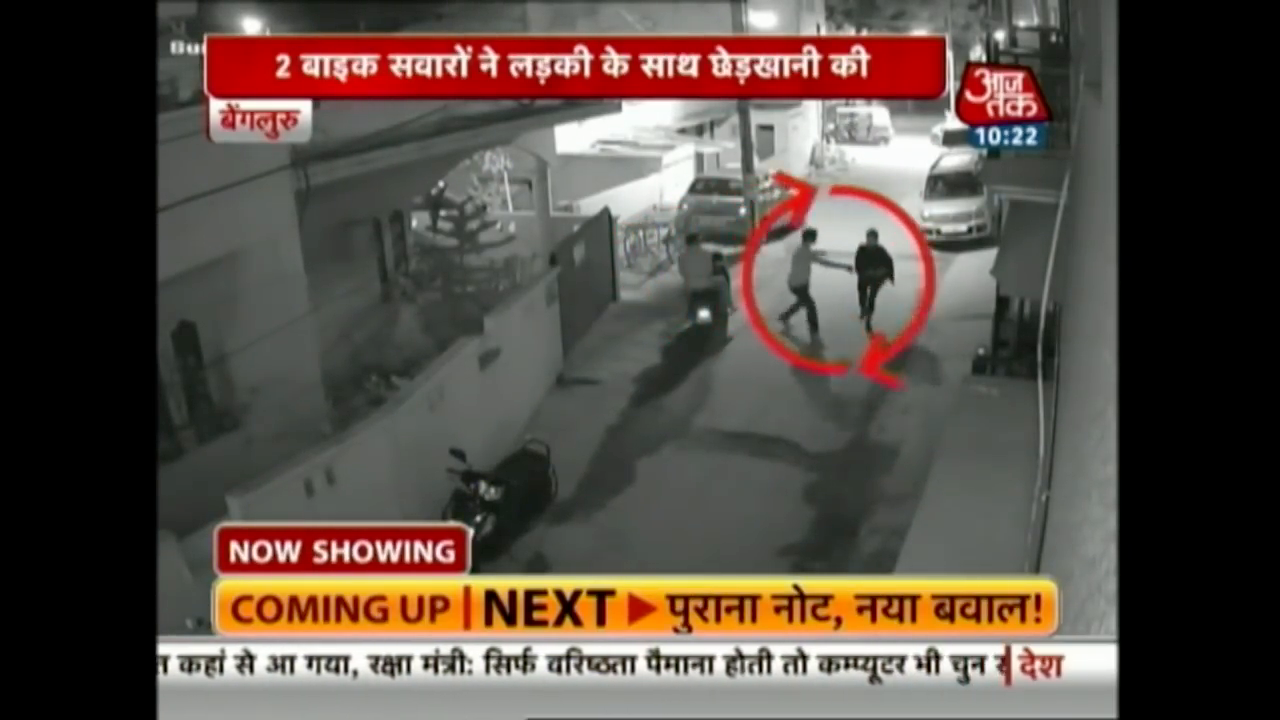 2 बाइक सवारों ने लड़की के साथ छेड़खानी की
बेंगलुरु
आज
तक
10:22
NOW SHOWING
COMING UP NEXT पुराना नोट, नया बवाल!
कहां से आ गया, रक्षा मंत्री: सिर्फ वरिष्ठता पैमाना होती तो कम्प्यूटर भी चुन
देश